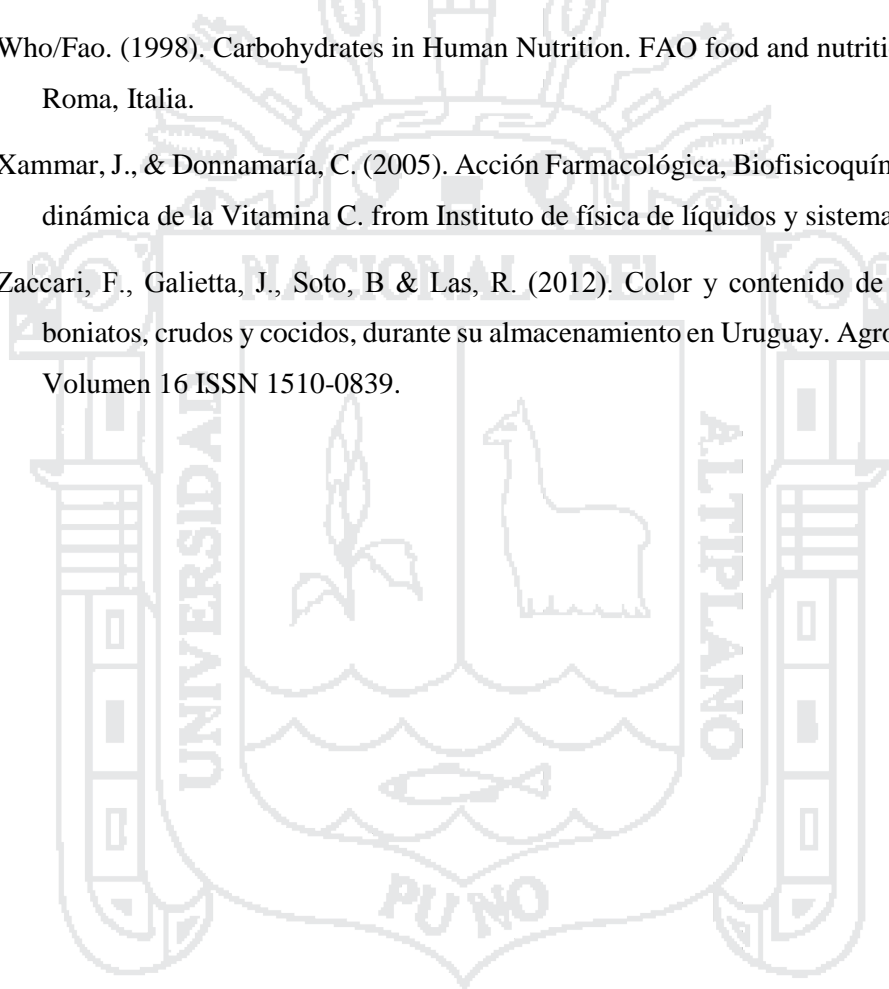 Who/Fao. (1998). Carbohydrates in Human Nutrition. FAO food and nutriti
Roma, Italia.
Xammar, J., & Donnamaría, C. (2005). Acción Farmacológica, Biofisicoquín
dinámica de la Vitamina C. from Instituto de física de líquidos y sistema
Zaccari, F., Galietta, J., Soto, B & Las, R. (2012). Color y contenido de
boniatos, crudos y cocidos, durante su almacenamiento en Uruguay. Agro
Volumen 16 ISSN 1510-0839.
NACIONAL DEL
UNIVERSIDAD
ALTIPLANO
PUNO